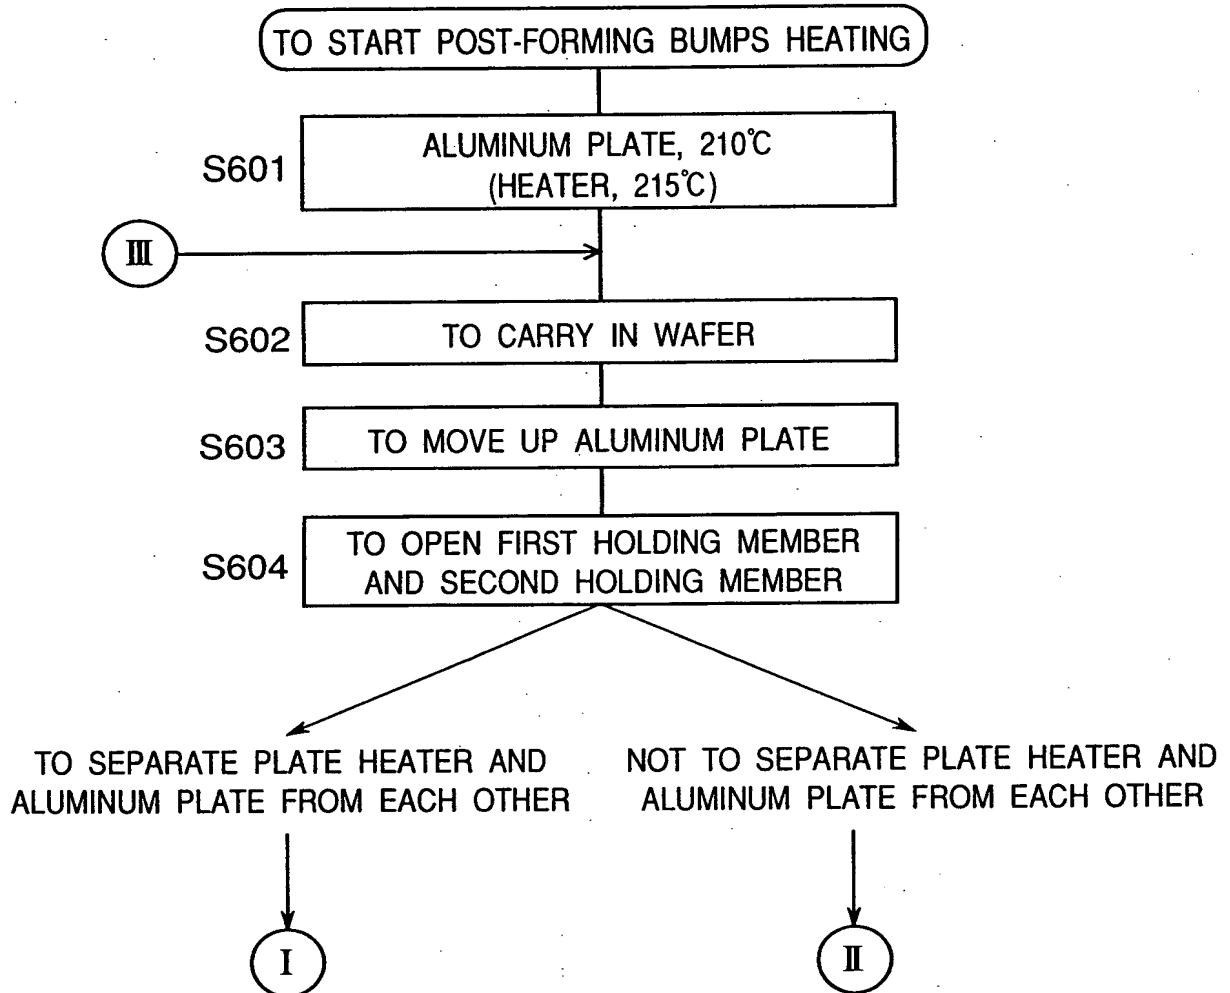 TO START POST-FORMING BUMPS HEATING
S601
ALUMINUM PLATE, 210℃
(HEATER, 215℃)
Ⅲ
S602
TO CARRY IN WAFER
S603
TO MOVE UP ALUMINUM PLATE
S604
TO OPEN FIRST HOLDING MEMBER
AND SECOND HOLDING MEMBER
TO SEPARATE PLATE HEATER AND
ALUMINUM PLATE FROM EACH OTHER
NOT TO SEPARATE PLATE HEATER AND
ALUMINUM PLATE FROM EACH OTHER
Ⅰ
Ⅱ